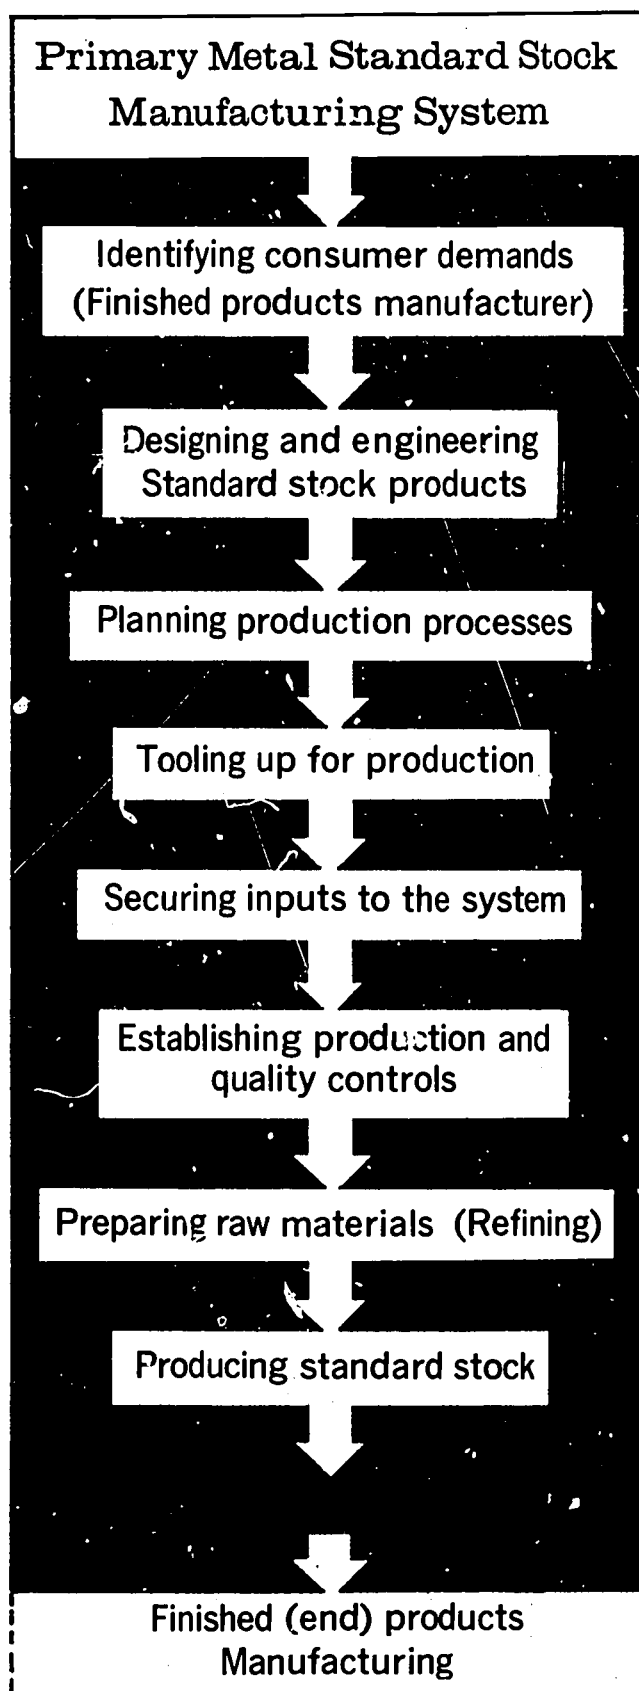 Primary Metal Standard Stock
Manufacturing System
Identifying consumer demands
(Finished products manufacturer)
Designing and engineering
Standard stock products
Planning production processes
Tooling up for production
Securing inputs to the system
Establishing production and
quality controls
Preparing raw materials (Refining)
Producing standard stock
Finished (end) products
Manufacturing